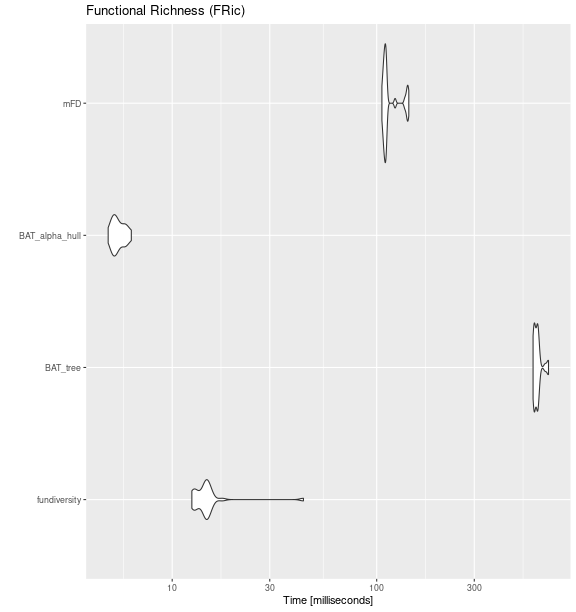 Functional Richness (FRic)
mFD
BAT_alpha_hull
BAT_tree
fundiversity
10
30
100
300
Time [milliseconds]